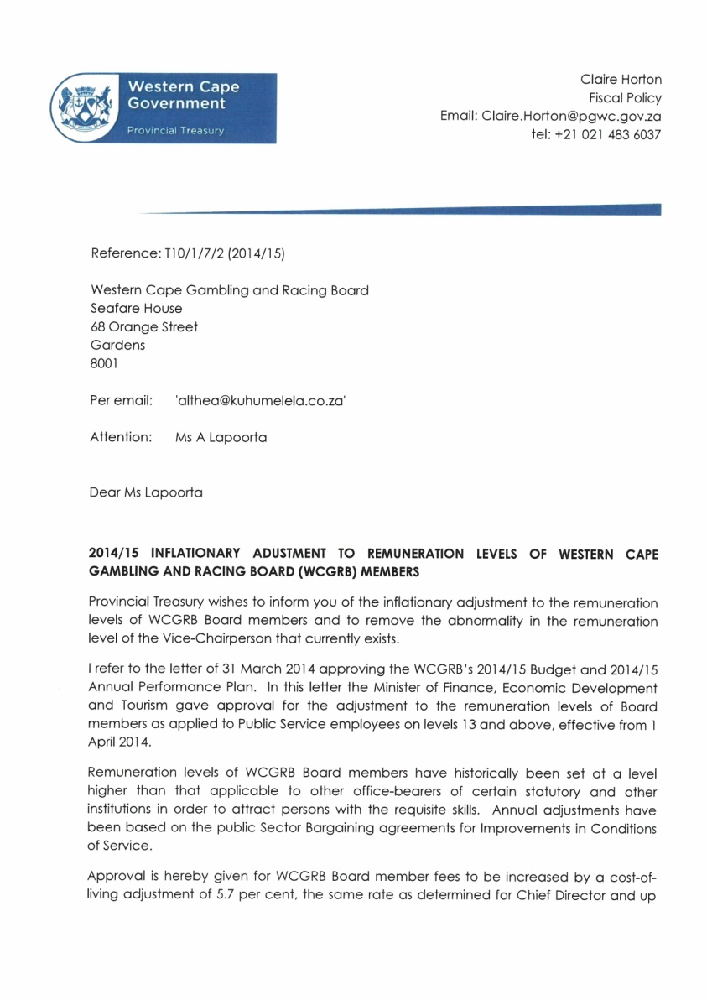 Western Cape
Government
Provincial Treasury
Claire Horton
Fiscal Policy
Email: Claire.Horton@pgwc.gov.za
tel: +21 021 483 6037
Reference: T10/1/7/2 (2014/15)
Western Cape Gambling and Racing Board
Seafare House
68 Orange Street
Gardens
8001
Per email: 'althea@kuhumelela.co.za'
Attention: Ms A Lapoorta
Dear Ms Lapoorta
2014/15 INFLATIONARY ADUSTMENT TO REMUNERATION LEVELS OF WESTERN CAPE
GAMBLING AND RACING BOARD (WCGRB) MEMBERS
Provincial Treasury wishes to inform you of the inflationary adjustment to the remuneration
levels of WCGRB Board members and to remove the abnormality in the remuneration
level of the Vice-Chairperson that currently exists.
I refer to the letter of 31 March 2014 approving the WCGRB's 2014/15 Budget and 2014/15
Annual Performance Plan. In this letter the Minister of Finance, Economic Development
and Tourism gave approval for the adjustment to the remuneration levels of Board
members as applied to Public Service employees on levels 13 and above, effective from 1
April 2014.
Remuneration levels of WCGRB Board members have historically been set at a level
higher than that applicable to other office-bearers of certain statutory and other
institutions in order to attract persons with the requisite skills. Annual adjustments have
been based on the public Sector Bargaining agreements for Improvements in Conditions
of Service.
Approval is hereby given for WCGRB Board member fees to be increased by a cost-of-
living adjustment of 5.7 per cent, the same rate as determined for Chief Director and up